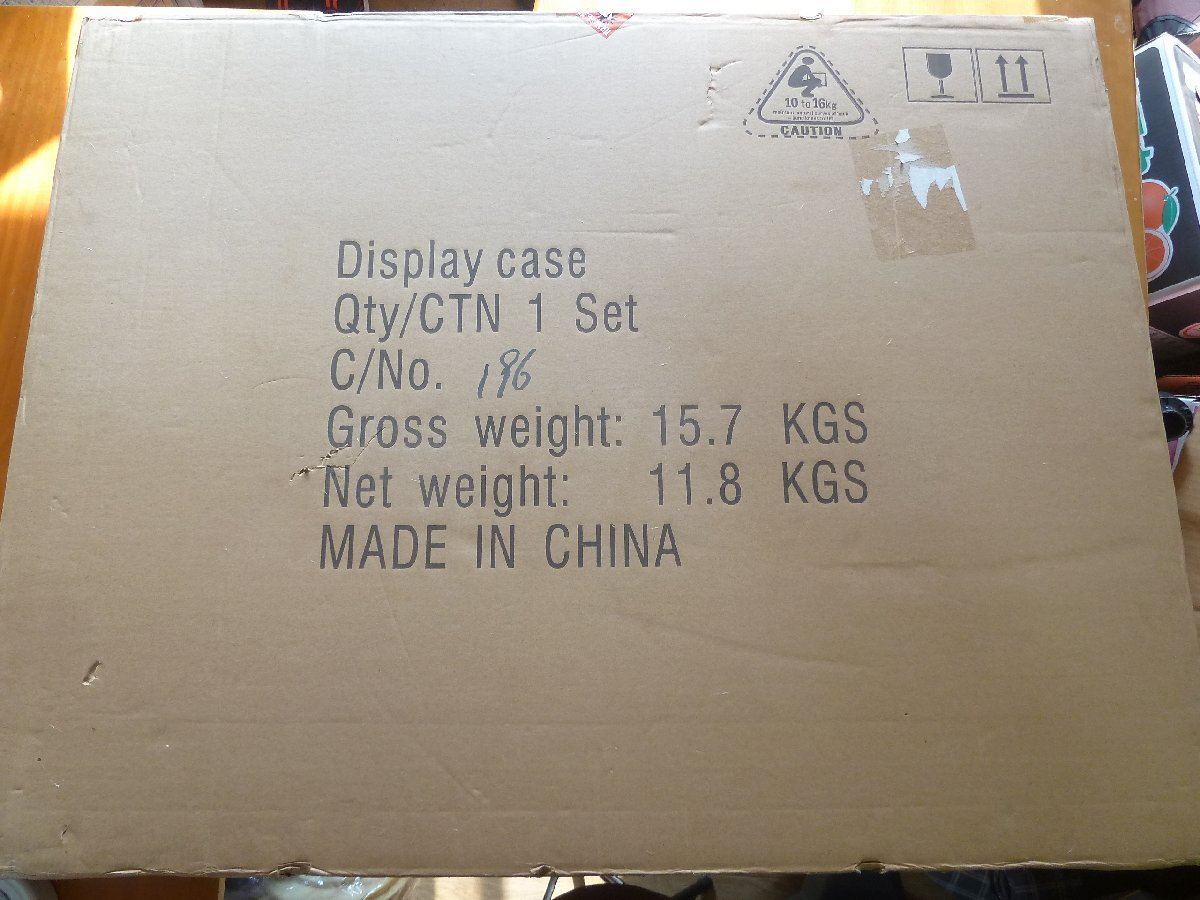 10 to 16kg
CAUTION
Display case
Qty/CTN 1 Set
C/No. 196
Gross weight: 15.7 KGS
Net weight: 11.8 KGS
MADE IN CHINA